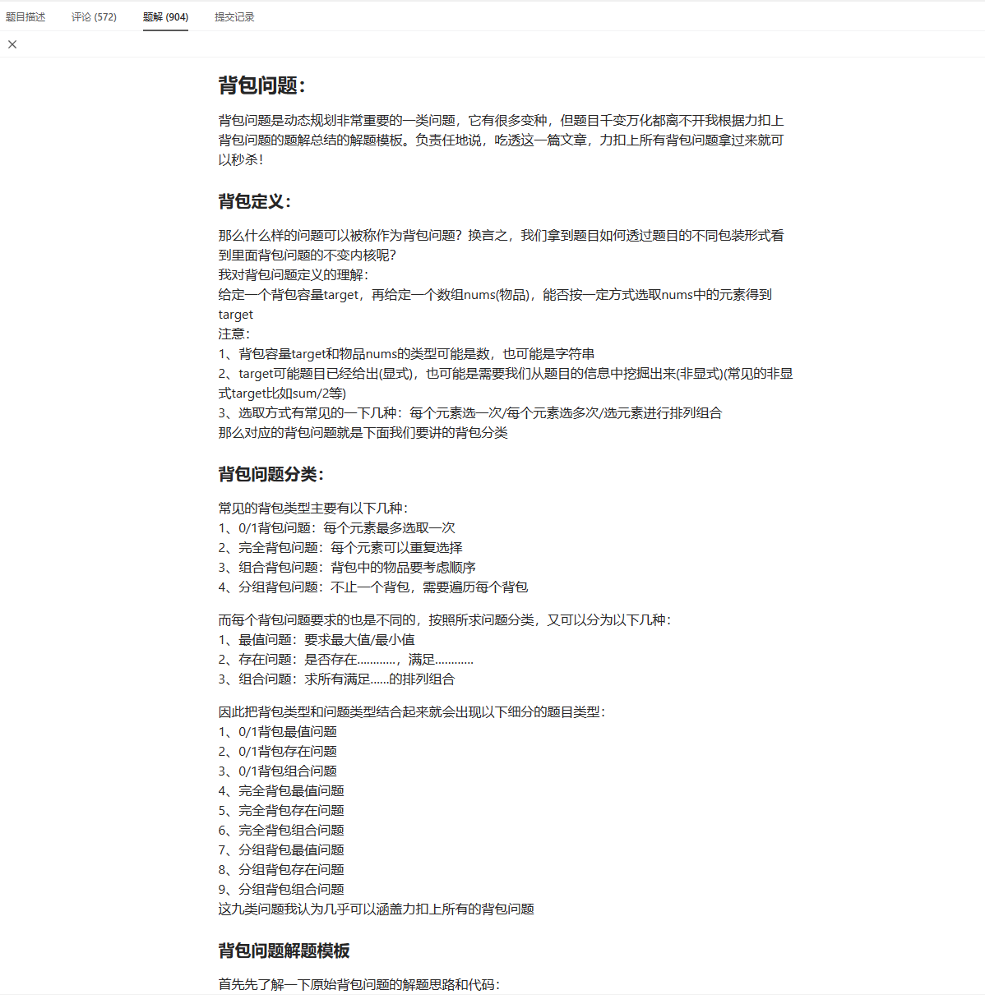 题目描述
评论 (572)
题解 (904)
提交记录
背包问题：
背包问题是动态规划非常重要的一类问题，它有很多变种，但题目千变万化都离不开我根据力扣上
背包问题的题解总结的解题模板。负责任地说，吃透这一篇文章，力扣上所有背包问题拿过来就可
以秒杀！
背包定义：
那么什么样的问题可以被称作为背包问题？换言之，我们拿到题目如何透过题目的不同包装形式看
到里面背包问题的不变内核呢？
我对背包问题定义的理解：
给定一个背包容量target，再给定一个数组nums(物品)，能否按一定方式选取nums中的元素得到
target
注意：
1、背包容量target和物品nums的类型可能是数，也可能是字符串
2、target可能题目已经给出(显式)，也可能是需要我们从题目的信息中挖掘出来(非显式)(常见的非显
式target比如sum/2等)
3、选取方式有常见的一下几种：每个元素选一次/每个元素选多次/选元素进行排列组合
那么对应的背包问题就是下面我们要讲的背包分类
背包问题分类：
常见的背包类型主要有以下几种：
1、0/1背包问题：每个元素最多选取一次
2、完全背包问题：每个元素可以重复选择
3、组合背包问题：背包中的物品要考虑顺序
4、分组背包问题：不止一个背包，需要遍历每个背包
而每个背包问题要求的也是不同的，按照所求问题分类，又可以分为以下几种：
1、最值问题：要求最大值/最小值
2、存在问题：是否存在…………，满足…………
3、组合问题：求所有满足……的排列组合
因此把背包类型和问题类型结合起来就会出现以下细分的题目类型：
1、0/1背包最值问题
2、0/1背包存在问题
3、0/1背包组合问题
4、完全背包最值问题
5、完全背包存在问题
6、完全背包组合问题
7、分组背包最值问题
8、分组背包存在问题
9、分组背包组合问题
这九类问题我认为几乎可以涵盖力扣上所有的背包问题
背包问题解题模板
首先先了解一下原始背包问题的解题思路和代码：